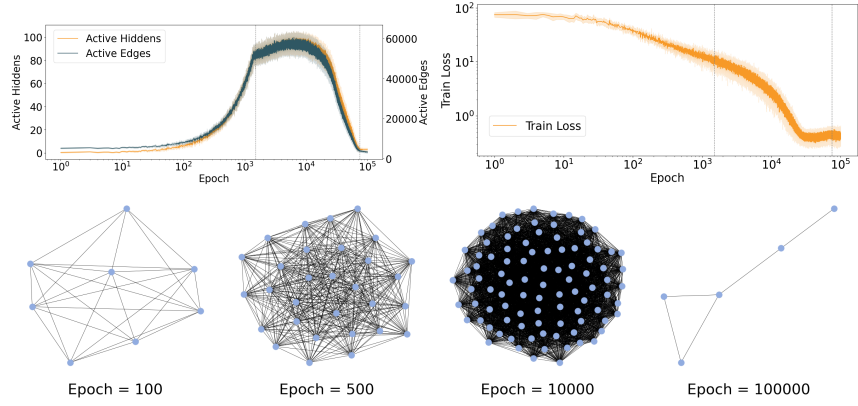 Active Hiddens
100
80
60
40
20
0
Active Hiddens
Active Edges
60000
40000
20000
0
Active Edges
10^0
10^1
10^2
10^3
10^4
10^5
Epoch
Train Loss
10^2
10^1
10^0
Train Loss
10^0
10^1
10^2
10^3
10^4
10^5
Epoch
Epoch = 100
Epoch = 500
Epoch = 10000
Epoch = 100000